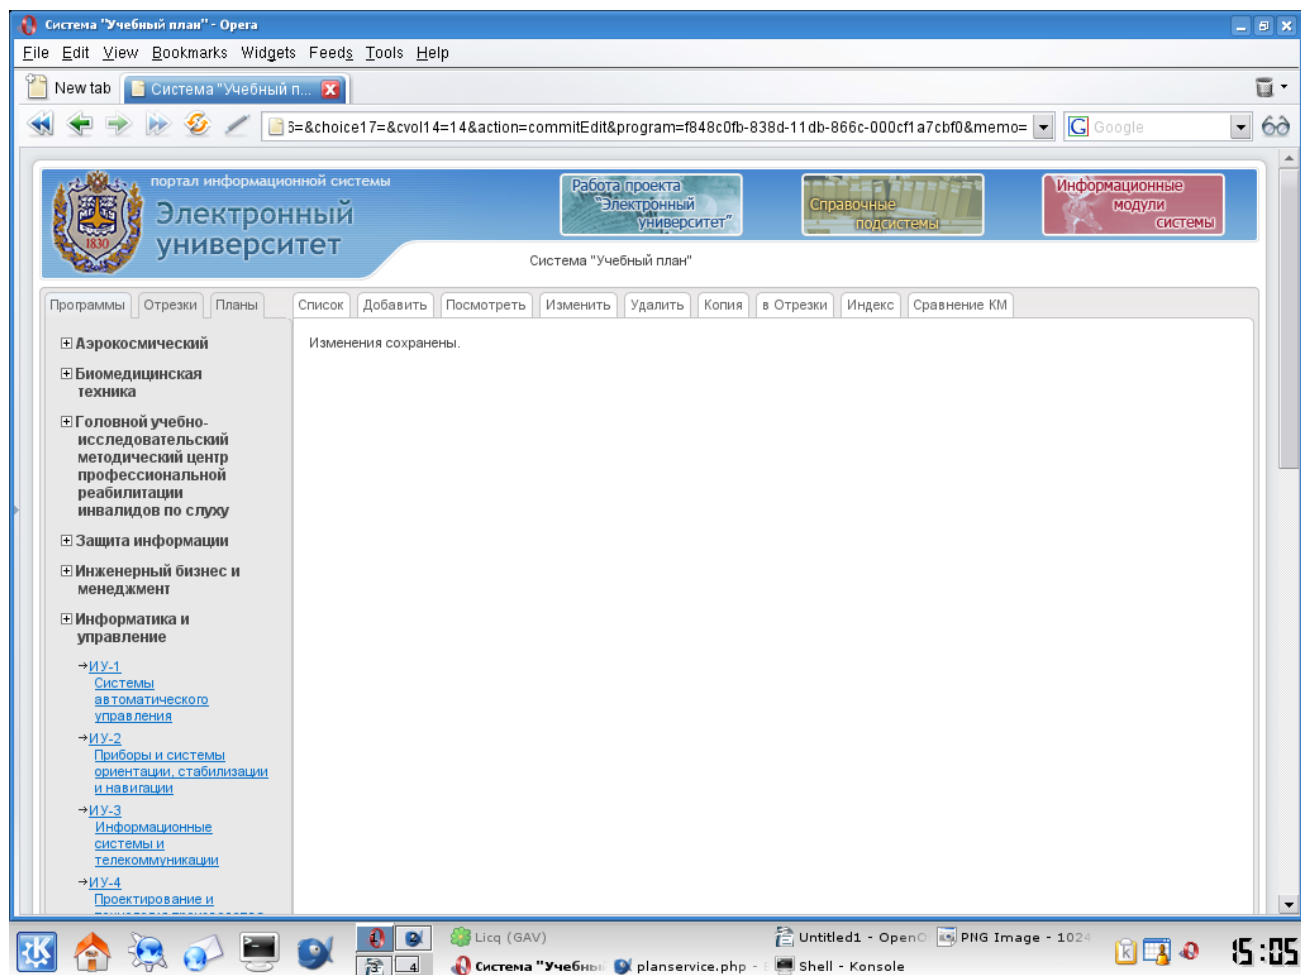 Система "Учебный план" - Opera
File Edit View Bookmarks Widgets Feeds Tools Help
New tab Система "Учебный п...
6=&choice17=&cvol14=14&action=commitEdit&program=f848c0fb-838d-11db-866c-000cf1a7cbf0&memo= G Google
портал информационной системы
Электронный
университет
1830
Работа проекта
"Электронный
университет"
Справочные
подсистемы
Информационные
модули
системы
Система "Учебный план"
Программы Отрезки Планы Список Добавить Посмотреть Изменить Удалить Копия в Отрезки Индекс Сравнение КМ
Изменения сохранены.
Аэрокосмический
Биомедицинская
техника
Головной учебно-
исследовательский
методический центр
профессиональной
реабилитации
инвалидов по слуху
Защита информации
Инженерный бизнес и
менеджмент
Информатика и
управление
→ИУ-1
Системы
автоматического
управления
→ИУ-2
Приборы и системы
ориентации, стабилизации
и навигации
→ИУ-3
Информационные
системы и
телекоммуникации
→ИУ-4
Проектирование и
1 3 4
Licq (GAV) Untitled1 - OpenO PNG Image - 1024
Система "Учебны planservice.php - Shell - Konsole
15:05